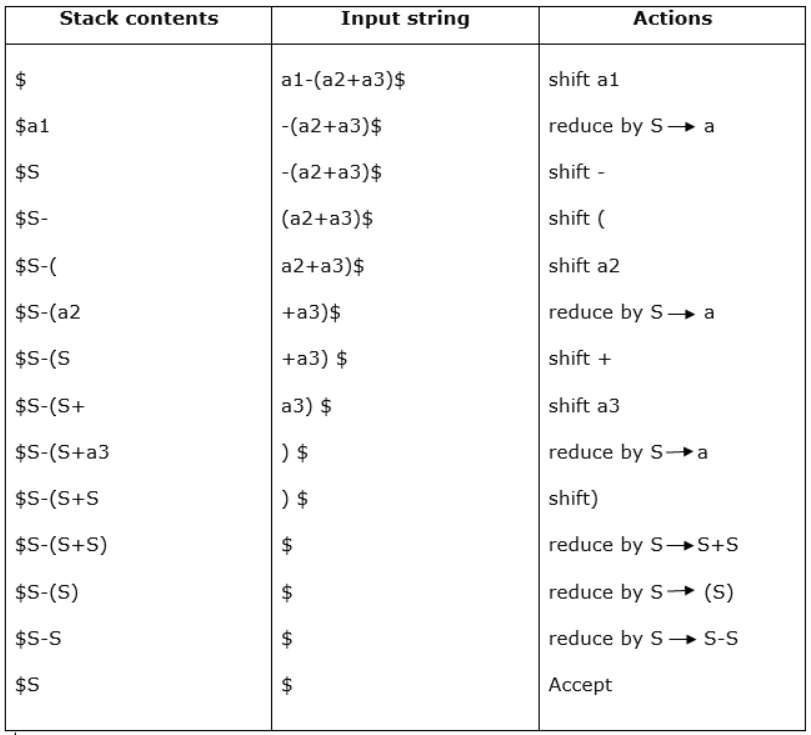 Stack contents Input string Actions
$ a1-(a2+a3)$ shift a1
$a1 -(a2+a3)$ reduce by S → a
$S -(a2+a3)$ shift -
$S- (a2+a3)$ shift (
$S-( a2+a3)$ shift a2
$S-(a2 +a3)$ reduce by S → a
$S-(S +a3) $ shift +
$S-(S+ a3) $ shift a3
$S-(S+a3 ) $ reduce by S→a
$S-(S+S ) $ shift)
$S-(S+S) $ reduce by S→S+S
$S-(S) $ reduce by S→ (S)
$S-S $ reduce by S → S-S
$S $ Accept